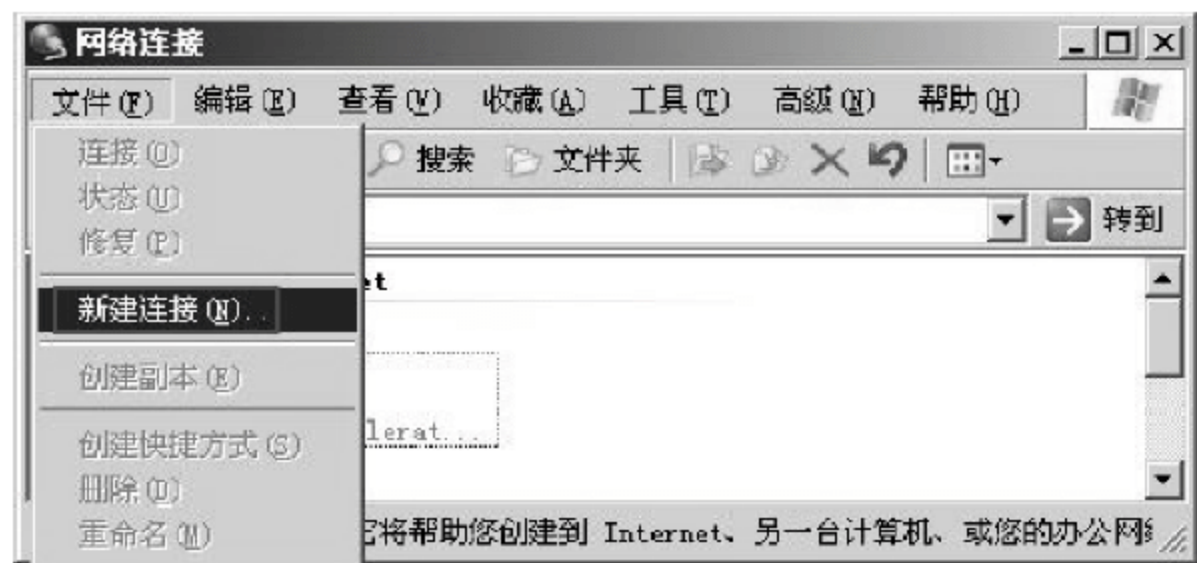 网络连接
文件(F) 编辑(E) 查看(V) 收藏(A) 工具(T) 高级(N) 帮助(H)
连接(O)
搜索 文件夹
状态(U)
转到
修复(P)
et
新建连接(N)..
创建副本(E)
lerat...
创建快捷方式(S)
删除(D)
重命名(M)
它将帮助您创建到 Internet、另一台计算机、或您的办公网